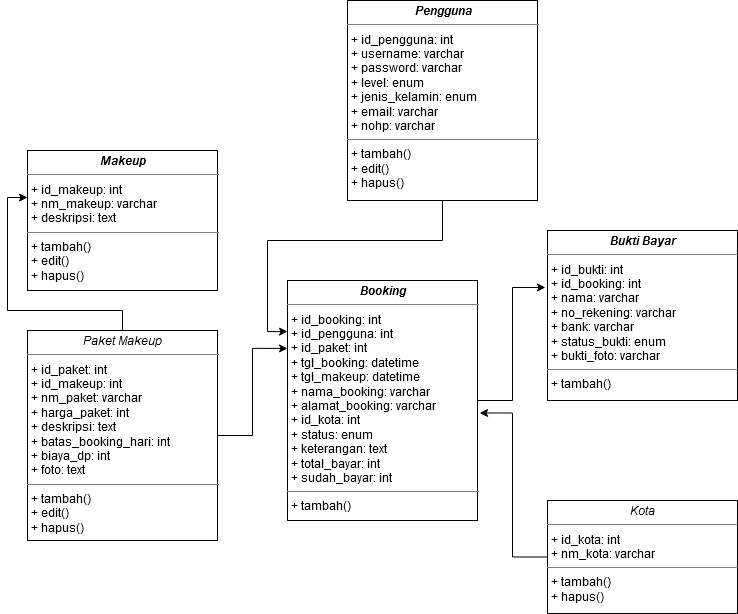 Pengguna
+ id_pengguna: int
+ username: varchar
+ password: varchar
+ level: enum
+ jenis_kelamin: enum
+ email: varchar
+ nohp: varchar
+ tambah()
+ edit()
+ hapus()
Makeup
+ id_makeup: int
+ nm_makeup: varchar
+ deskripsi: text
+ tambah()
+ edit()
+ hapus()
Bukti Bayar
+ id_bukti: int
+ id_booking: int
+ nama: varchar
+ no_rekening: varchar
+ bank: varchar
+ status_bukti: enum
+ bukti_foto: varchar
+ tambah()
Booking
+ id_booking: int
+ id_pengguna: int
+ id_paket: int
+ tgl_booking: datetime
+ tgl_makeup: datetime
+ nama_booking: varchar
+ alamat_booking: varchar
+ id_kota: int
+ status: enum
+ keterangan: text
+ total_bayar: int
+ sudah_bayar: int
+ tambah()
Paket Makeup
+ id_paket: int
+ id_makeup: int
+ nm_paket: varchar
+ harga_paket: int
+ deskripsi: text
+ batas_booking_hari: int
+ biaya_dp: int
+ foto: text
+ tambah()
+ edit()
+ hapus()
Kota
+ id_kota: int
+ nm_kota: varchar
+ tambah()
+ hapus()